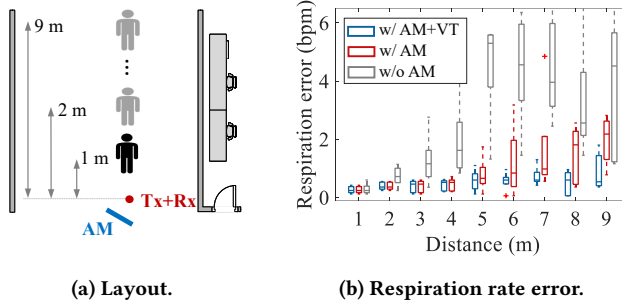 9 m
2 m
1 m
Tx+Rx
AM
(a) Layout.
Respiration error (bpm)
6
4
2
0
w/ AM+VT
w/ AM
w/o AM
1 2 3 4 5 6 7 8 9
Distance (m)
(b) Respiration rate error.